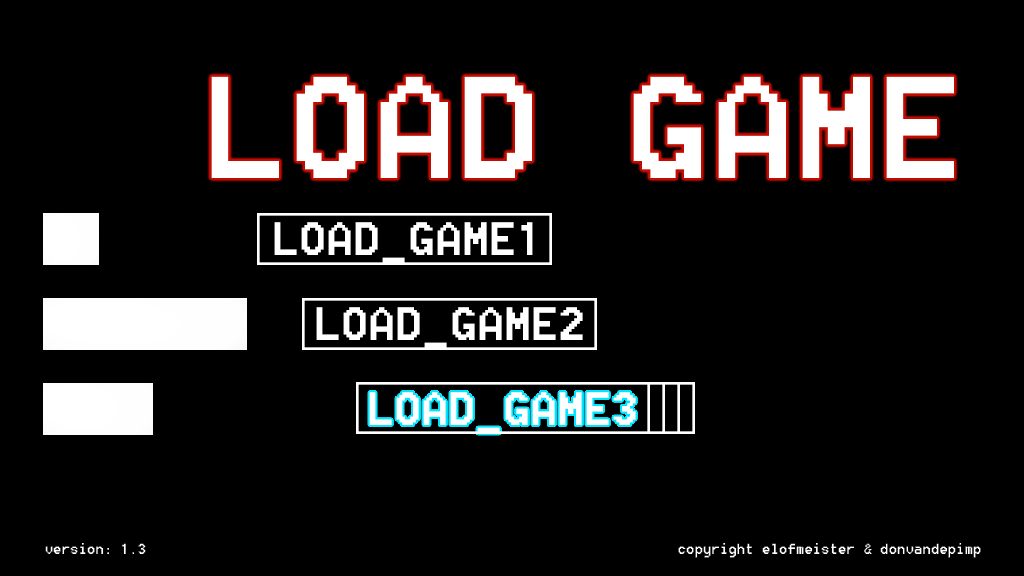 LOAD GAME
LOAD_GAME1
LOAD_GAME2
LOAD_GAME3
version: 1.3
copyright elofmeister & donvandepimp